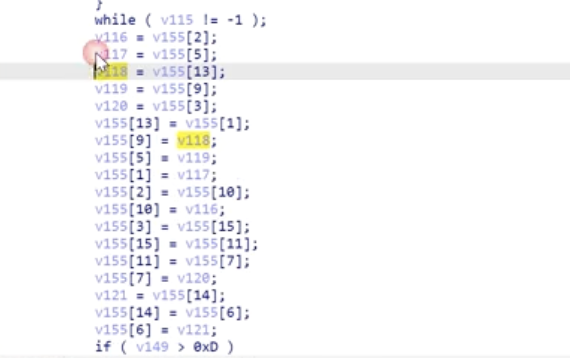 }
while ( v115 != -1 );
v116 = v155[2];
v117 = v155[5];
v118 = v155[13];
v119 = v155[9];
v120 = v155[3];
v155[13] = v155[1];
v155[9] = v118;
v155[5] = v119;
v155[1] = v117;
v155[2] = v155[10];
v155[10] = v116;
v155[3] = v155[15];
v155[15] = v155[11];
v155[11] = v155[7];
v155[7] = v120;
v121 = v155[14];
v155[14] = v155[6];
v155[6] = v121;
if ( v149 > 0xD )